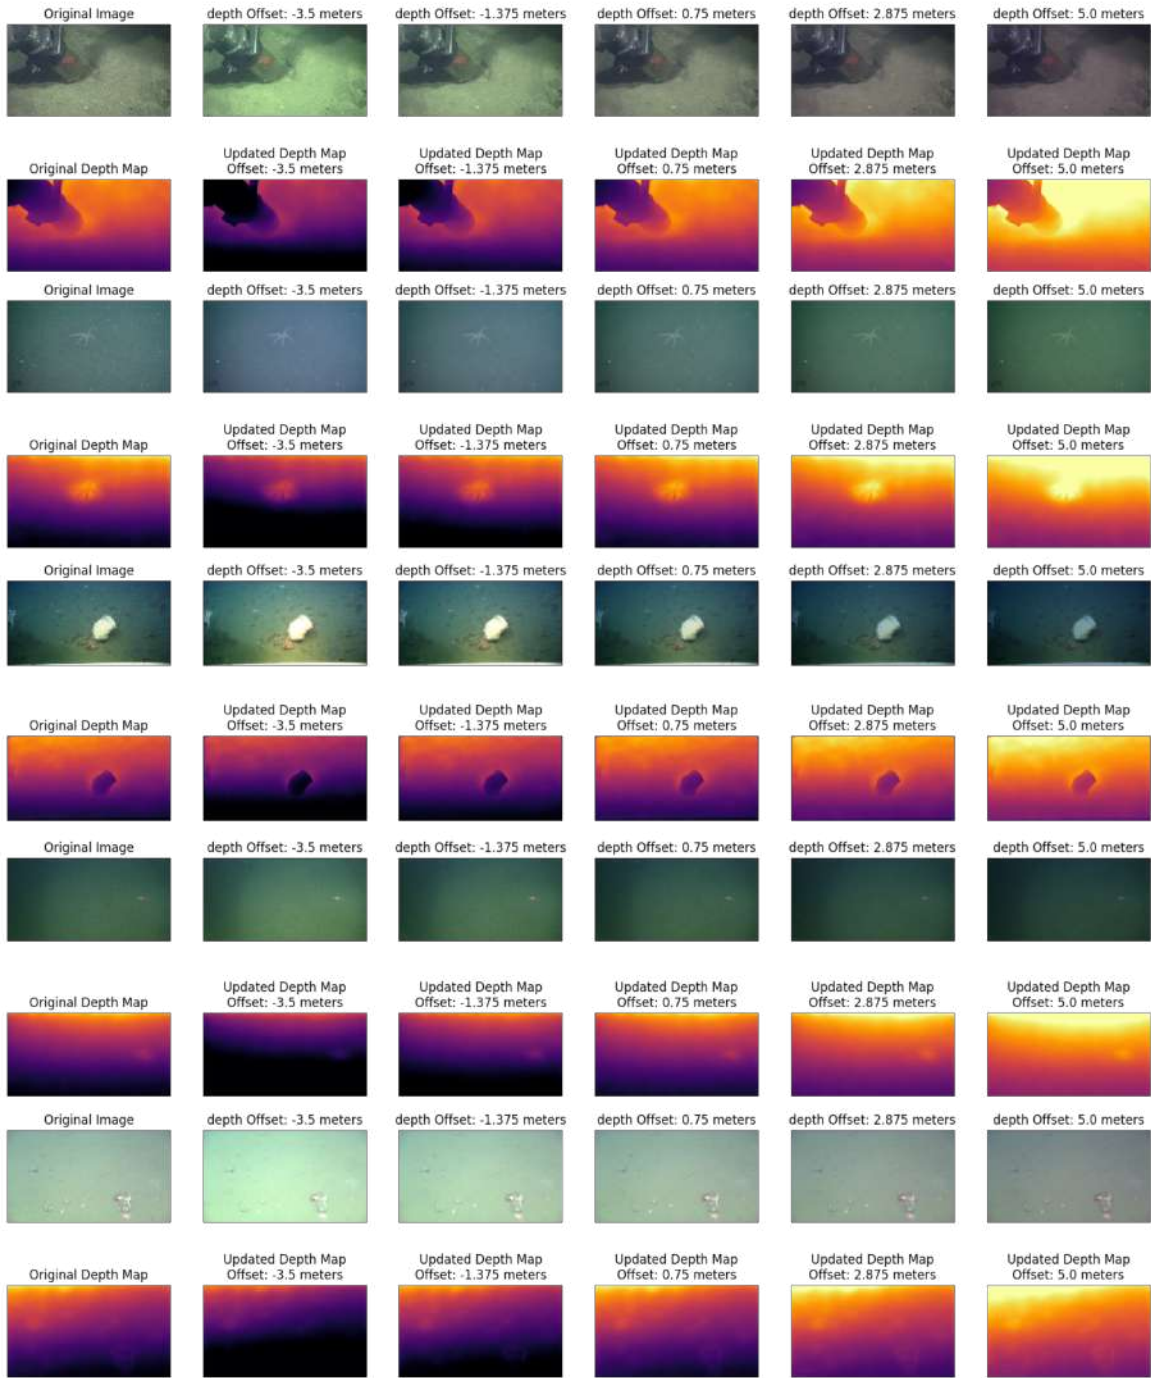 Original Image
depth Offset: -3.5 meters
depth Offset: -1.375 meters
depth Offset: 0.75 meters
depth Offset: 2.875 meters
depth Offset: 5.0 meters
Original Depth Map
Updated Depth Map
Offset: -3.5 meters
Updated Depth Map
Offset: -1.375 meters
Updated Depth Map
Offset: 0.75 meters
Updated Depth Map
Offset: 2.875 meters
Updated Depth Map
Offset: 5.0 meters
Original Image
depth Offset: -3.5 meters
depth Offset: -1.375 meters
depth Offset: 0.75 meters
depth Offset: 2.875 meters
depth Offset: 5.0 meters
Original Depth Map
Updated Depth Map
Offset: -3.5 meters
Updated Depth Map
Offset: -1.375 meters
Updated Depth Map
Offset: 0.75 meters
Updated Depth Map
Offset: 2.875 meters
Updated Depth Map
Offset: 5.0 meters
Original Image
depth Offset: -3.5 meters
depth Offset: -1.375 meters
depth Offset: 0.75 meters
depth Offset: 2.875 meters
depth Offset: 5.0 meters
Original Depth Map
Updated Depth Map
Offset: -3.5 meters
Updated Depth Map
Offset: -1.375 meters
Updated Depth Map
Offset: 0.75 meters
Updated Depth Map
Offset: 2.875 meters
Updated Depth Map
Offset: 5.0 meters
Original Image
depth Offset: -3.5 meters
depth Offset: -1.375 meters
depth Offset: 0.75 meters
depth Offset: 2.875 meters
depth Offset: 5.0 meters
Original Depth Map
Updated Depth Map
Offset: -3.5 meters
Updated Depth Map
Offset: -1.375 meters
Updated Depth Map
Offset: 0.75 meters
Updated Depth Map
Offset: 2.875 meters
Updated Depth Map
Offset: 5.0 meters
Original Image
depth Offset: -3.5 meters
depth Offset: -1.375 meters
depth Offset: 0.75 meters
depth Offset: 2.875 meters
depth Offset: 5.0 meters
Original Depth Map
Updated Depth Map
Offset: -3.5 meters
Updated Depth Map
Offset: -1.375 meters
Updated Depth Map
Offset: 0.75 meters
Updated Depth Map
Offset: 2.875 meters
Updated Depth Map
Offset: 5.0 meters